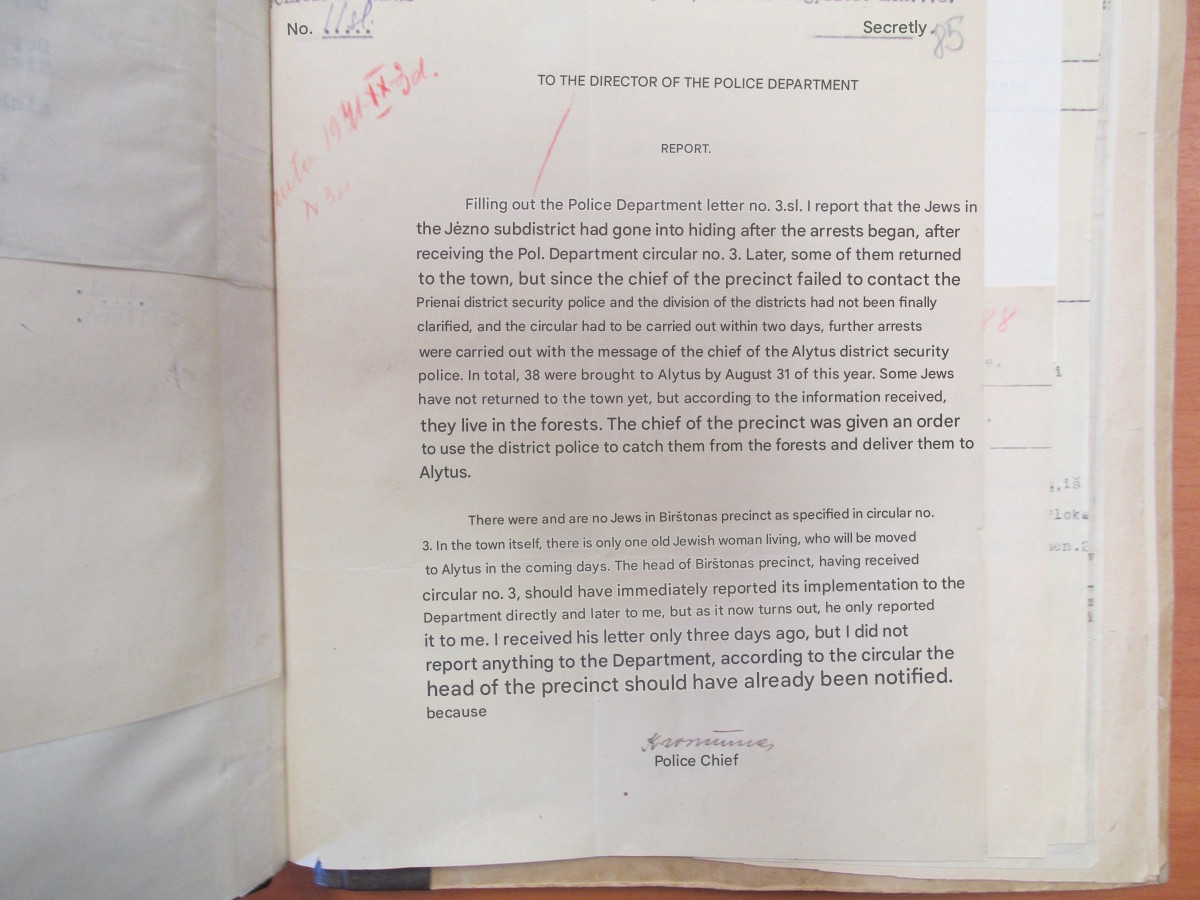 No. 11sl.
Secretly
85
TO THE DIRECTOR OF THE POLICE DEPARTMENT
REPORT.
Filling out the Police Department letter no. 3.sl. I report that the Jews in
the Jėzno subdistrict had gone into hiding after the arrests began, after
receiving the Pol. Department circular no. 3. Later, some of them returned
to the town, but since the chief of the precinct failed to contact the
Prienai district security police and the division of the districts had not been finally
clarified, and the circular had to be carried out within two days, further arrests
were carried out with the message of the chief of the Alytus district security
police. In total, 38 were brought to Alytus by August 31 of this year. Some Jews
have not returned to the town yet, but according to the information received,
they live in the forests. The chief of the precinct was given an order
to use the district police to catch them from the forests and deliver them to
Alytus.
There were and are no Jews in Birštonas precinct as specified in circular no.
3. In the town itself, there is only one old Jewish woman living, who will be moved
to Alytus in the coming days. The head of Birštonas precinct, having received
circular no. 3, should have immediately reported its implementation to the
Department directly and later to me, but as it now turns out, he only reported
it to me. I received his letter only three days ago, but I did not
report anything to the Department, according to the circular the
head of the precinct should have already been notified.
because
Police Chief
88